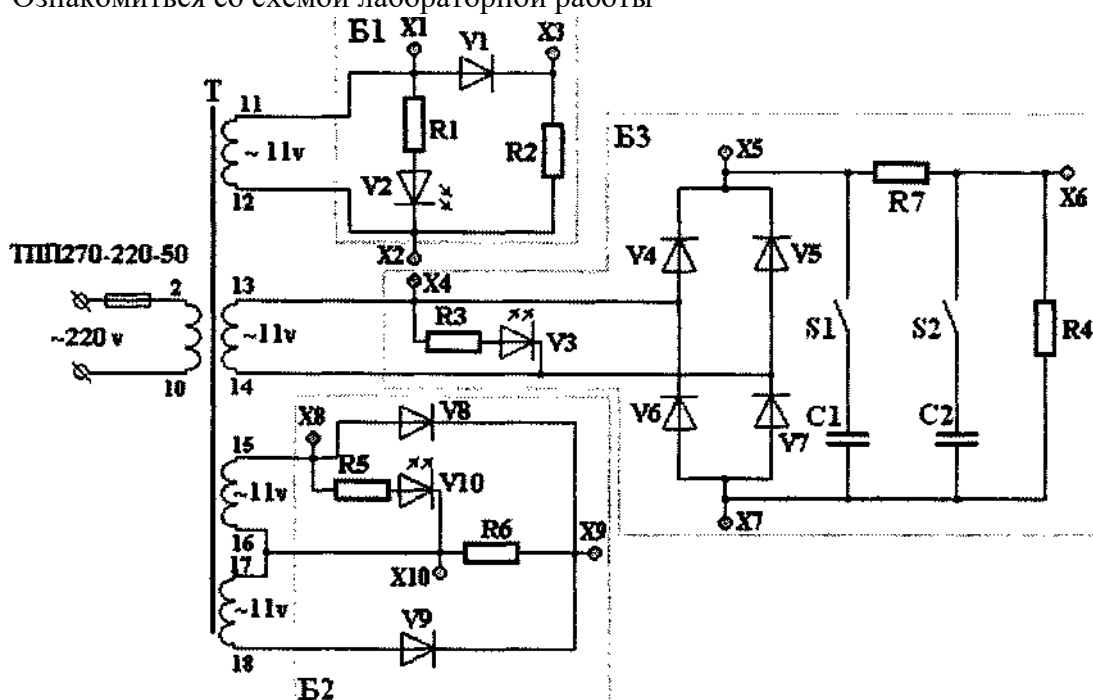 Ознакомиться со схемой лабораторной работы
Б1
X1
V1
X3
T
11
~ 11v
12
R1
V2
R2
X2
Б3
X5
R7
X6
V4
V5
ТПП270-220-50
2
~220 v
10
13
~11v
14
X4
R3
V3
S1
S2
R4
V6
V7
C1
C2
X7
X8
V8
15
R5
V10
~11v
16
17
R6
X9
X10
~11v
V9
18
Б2